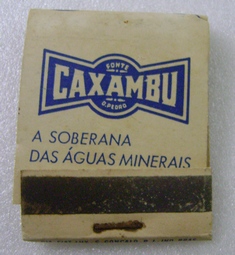 FONTE
CAXAMBU
D. PEDRO
A SOBERANA
DAS ÁGUAS MINERAIS